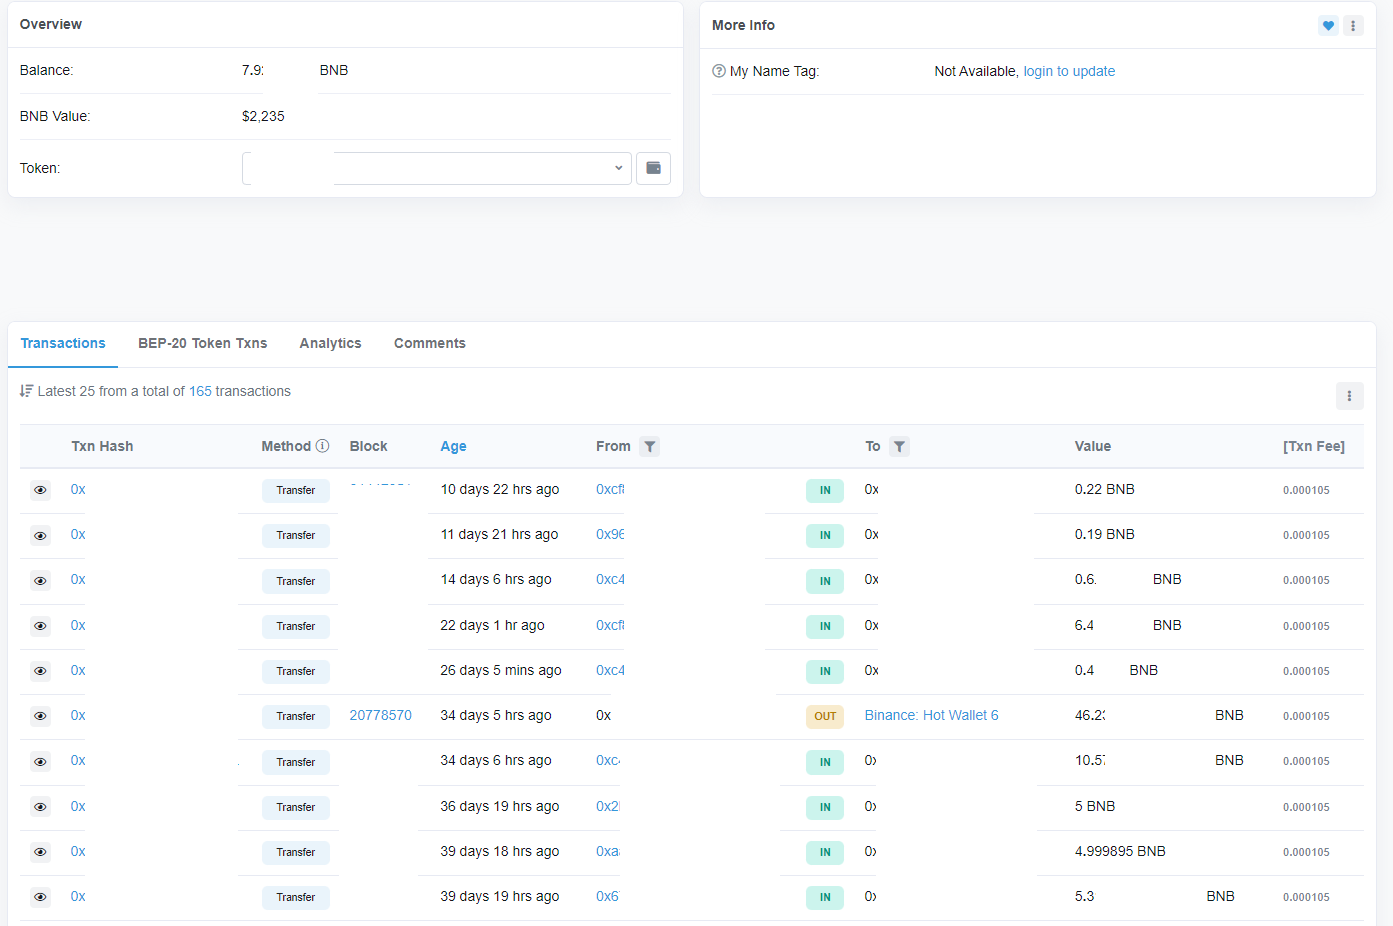 Overview
Balance: 7.9 BNB
BNB Value: $2,235
Token:
More Info
My Name Tag: Not Available, login to update
Transactions BEP-20 Token Txns Analytics Comments
Latest 25 from a total of 165 transactions
Txn Hash Method Block Age From To Value [Txn Fee]
0x Transfer 10 days 22 hrs ago 0xcf IN 0x 0.22 BNB 0.000105
0x Transfer 11 days 21 hrs ago 0x96 IN 0x 0.19 BNB 0.000105
0x Transfer 14 days 6 hrs ago 0xc4 IN 0x 0.6 BNB 0.000105
0x Transfer 22 days 1 hr ago 0xcf IN 0x 6.4 BNB 0.000105
0x Transfer 26 days 5 mins ago 0xc4 IN 0x 0.4 BNB 0.000105
0x Transfer 20778570 34 days 5 hrs ago 0x OUT Binance: Hot Wallet 6 46.2 BNB 0.000105
0x Transfer 34 days 6 hrs ago 0xc IN 0x 10.5 BNB 0.000105
0x Transfer 36 days 19 hrs ago 0x2 IN 0x 5 BNB 0.000105
0x Transfer 39 days 18 hrs ago 0xa IN 0x 4.999895 BNB 0.000105
0x Transfer 39 days 19 hrs ago 0x6 IN 0x 5.3 BNB 0.000105